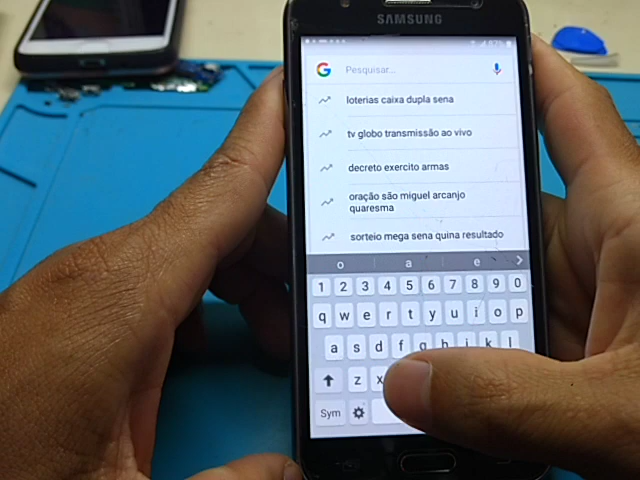 SAMSUNG
Pesquisar...
loterias caixa dupla sena
tv globo transmissão ao vivo
decreto exercito armas
oração são miguel arcanjo
quaresma
sorteio mega sena quina resultado
o a e
1 2 3 4 5 6 7 8 9 0
q w e r t y u i o p
a s d f g h j k l
z x
Sym